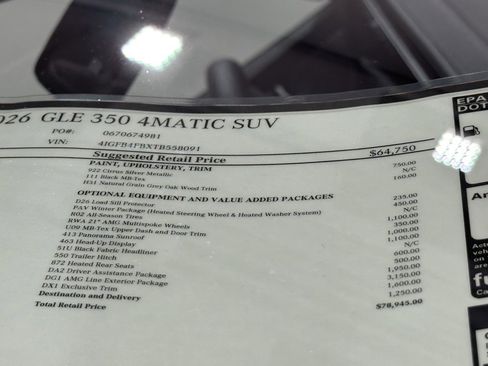 2026 GLE 350 4MATIC SUV
PO#: 0670674981
VIN: 4JGFB4FBXTB558091
Suggested Retail Price $64,750
PAINT, UPHOLSTERY, TRIM
922 Cirrus Silver Metallic 750.00
111 Black MB-Tex N/C
H31 Natural Grain Grey Oak Wood Trim 160.00
OPTIONAL EQUIPMENT AND VALUE ADDED PACKAGES
D26 Load Sill Protector 235.00
PAV Winter Package (Heated Steering Wheel & Heated Washer System) 450.00
R02 All-Season Tires N/C
RWA 21" AMG Multispoke Wheels 1,100.00
U09 MB-Tex Upper Dash and Door Trim 350.00
413 Panorama Sunroof 1,000.00
463 Head-Up Display 1,100.00
51U Black Fabric Headliner N/C
550 Trailer Hitch 600.00
872 Heated Rear Seats 500.00
DA2 Driver Assistance Package 1,950.00
DG1 AMG Line Exterior Package 3,150.00
DX1 Exclusive Trim 1,600.00
Destination and Delivery 1,250.00
Total Retail Price $78,945.00
EPA
DOT